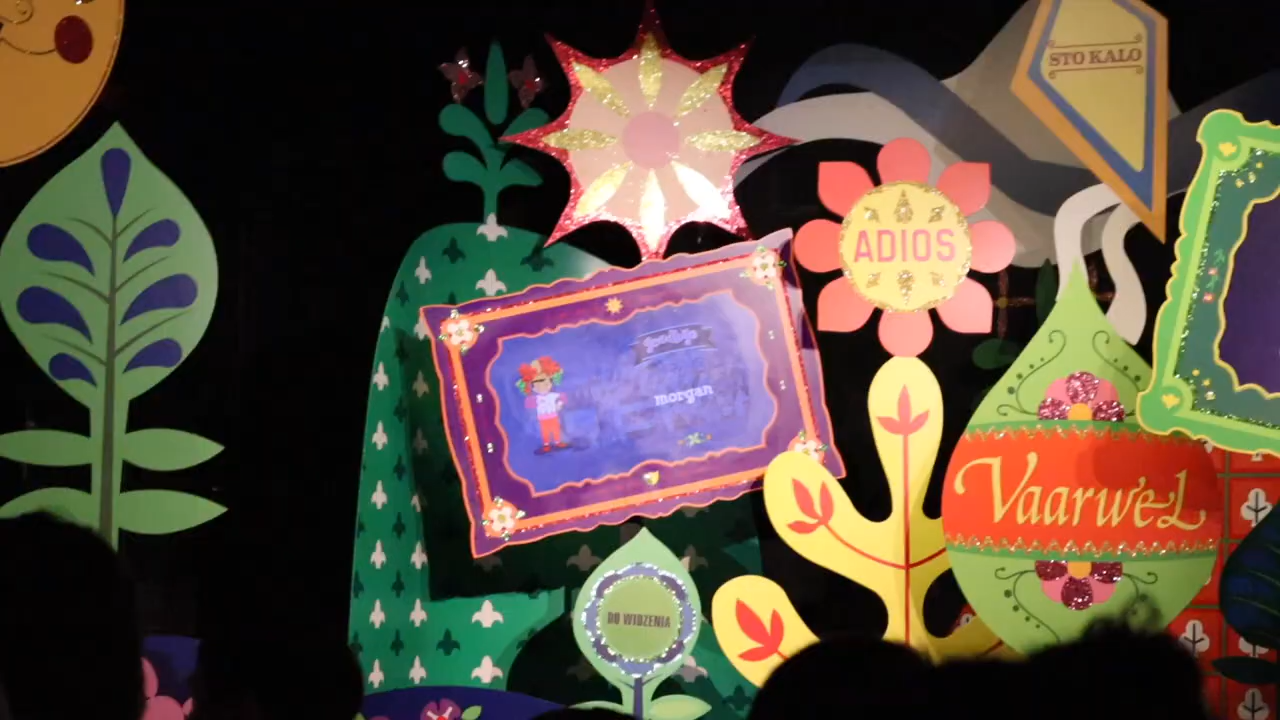 STO KALO
ADIOS
goodbye
morgan
Vaarwel
DO WIDZENIA